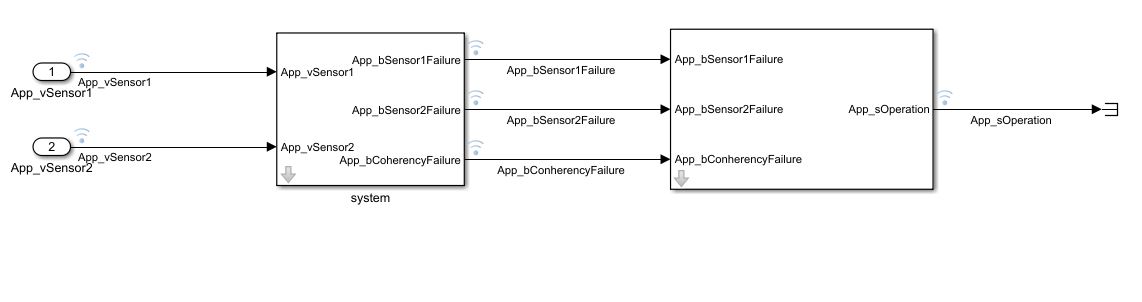 1
App_vSensor1
App_vSensor1
2
App_vSensor2
App_vSensor2
App_vSensor1
App_vSensor2
App_bSensor1Failure
App_bSensor2Failure
App_bCoherencyFailure
system
App_bSensor1Failure
App_bSensor2Failure
App_bConherencyFailure
App_bSensor1Failure
App_bSensor2Failure
App_bConherencyFailure
App_sOperation
App_sOperation